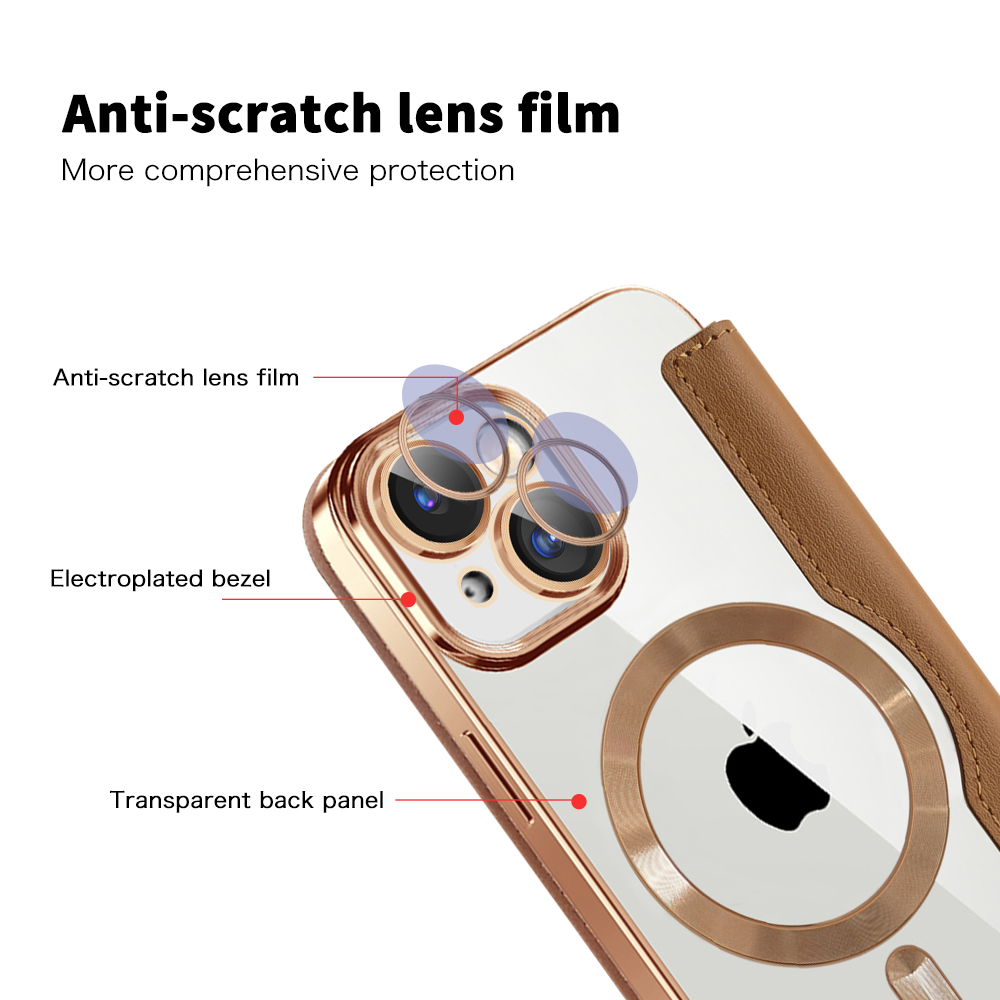 Anti-scratch lens film
More comprehensive protection
Anti-scratch lens film
Electroplated bezel
Transparent back panel